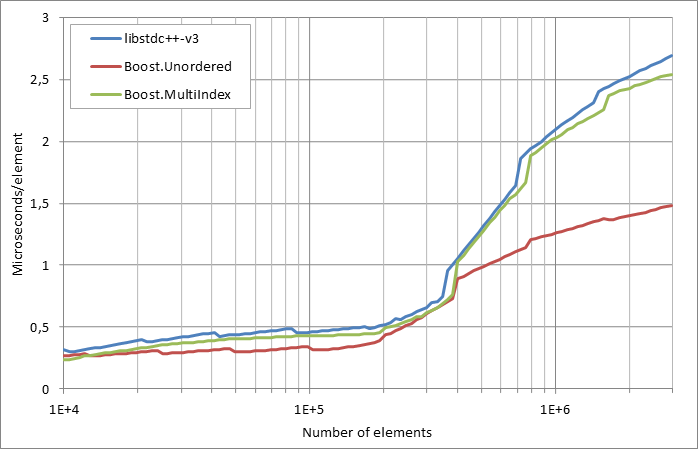 3
2,5
2
1,5
1
0,5
0
Microseconds/element
libstdc++-v3
Boost.Unordered
Boost.MultiIndex
1E+4
1E+5
1E+6
Number of elements